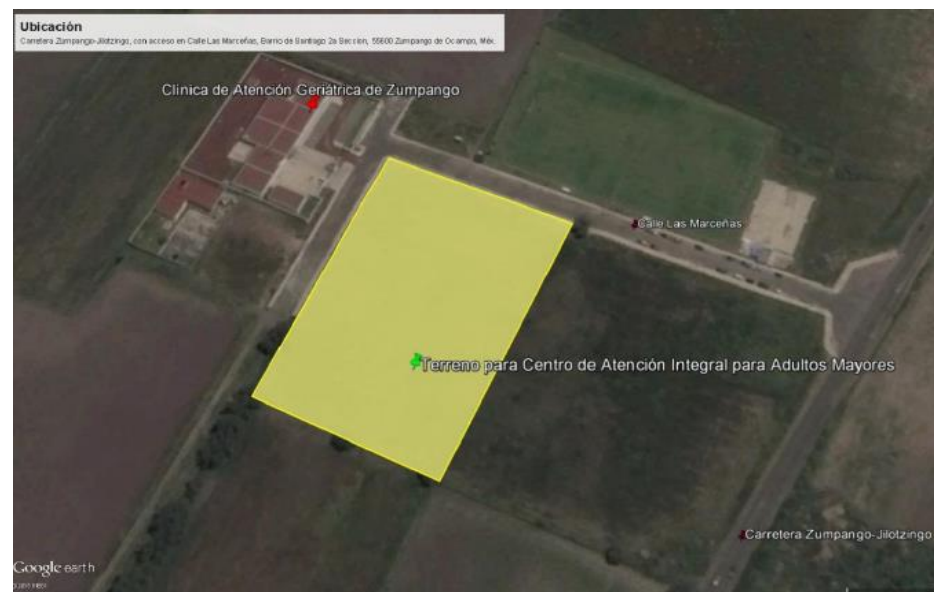 Ubicación
Carretera Zumpango-Jilotzingo, con acceso en Calle Las Marceñas, Barrio de Santiago 2a Sección, 55600 Zumpango de Ocampo, Méx.
Clínica de Atención Geriátrica de Zumpango
Calle Las Marceñas
Terreno para Centro de Atención Integral para Adultos Mayores
Carretera Zumpango-Jilotzingo
Google earth